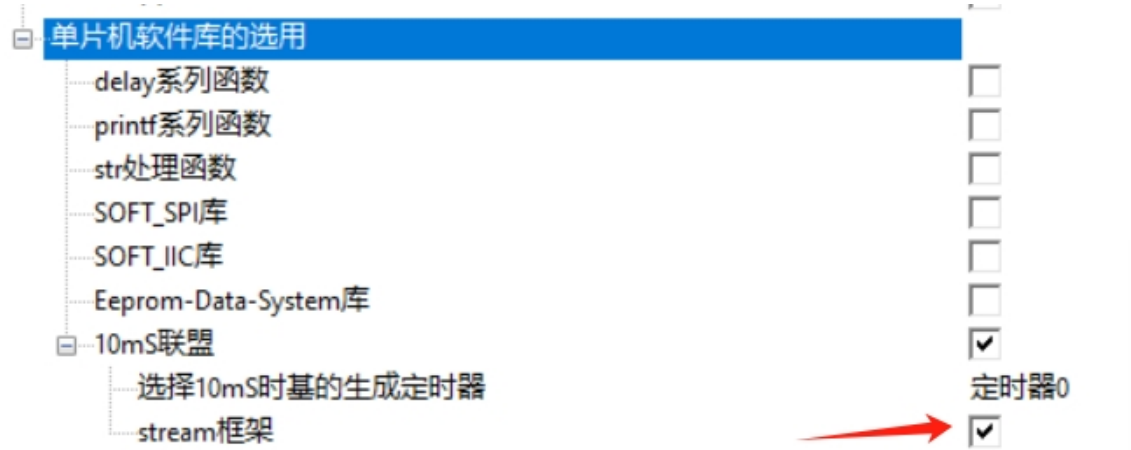 单片机软件库的选用
delay系列函数
printf系列函数
str处理函数
SOFT_SPI库
SOFT_IIC库
Eeprom-Data-System库
10mS联盟
选择10mS时基的生成定时器 定时器0
stream框架